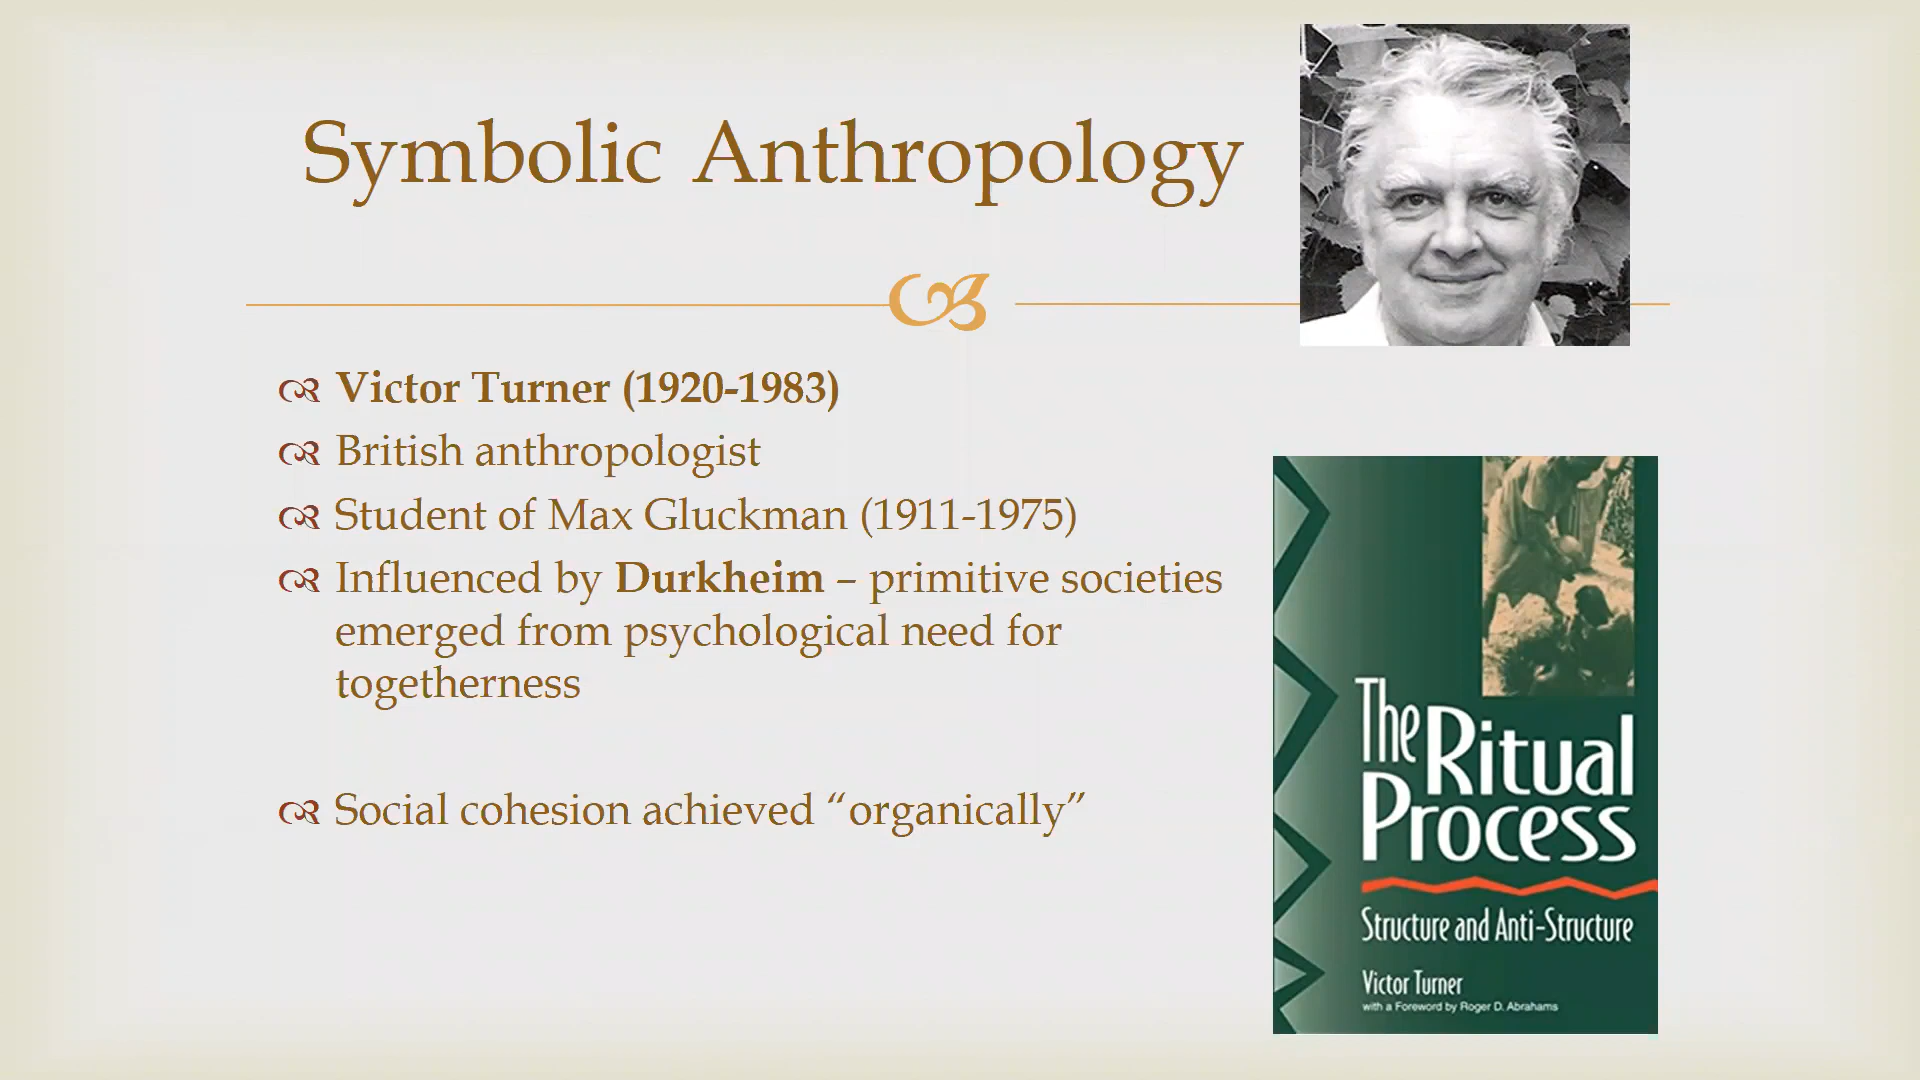 Symbolic Anthropology
Victor Turner (1920-1983)
British anthropologist
Student of Max Gluckman (1911-1975)
Influenced by Durkheim – primitive societies
emerged from psychological need for
togetherness
Social cohesion achieved “organically”
The Ritual
Process
Structure and Anti-Structure
Victor Turner
with a Foreword by Roger D. Abrahams